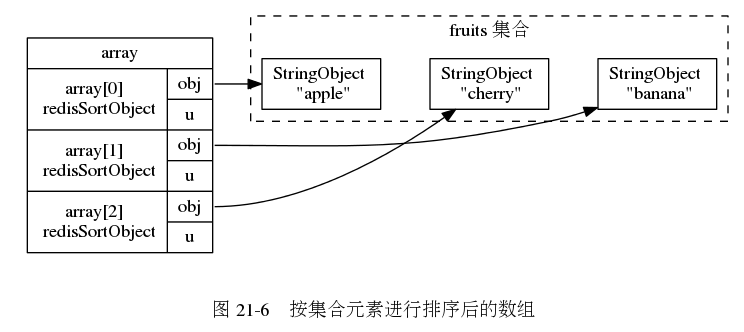 array
array[0]
redisSortObject
obj
u
array[1]
redisSortObject
obj
u
array[2]
redisSortObject
obj
u
fruits 集合
StringObject
"apple"
StringObject
"cherry"
StringObject
"banana"
图 21-6 按集合元素进行排序后的数组